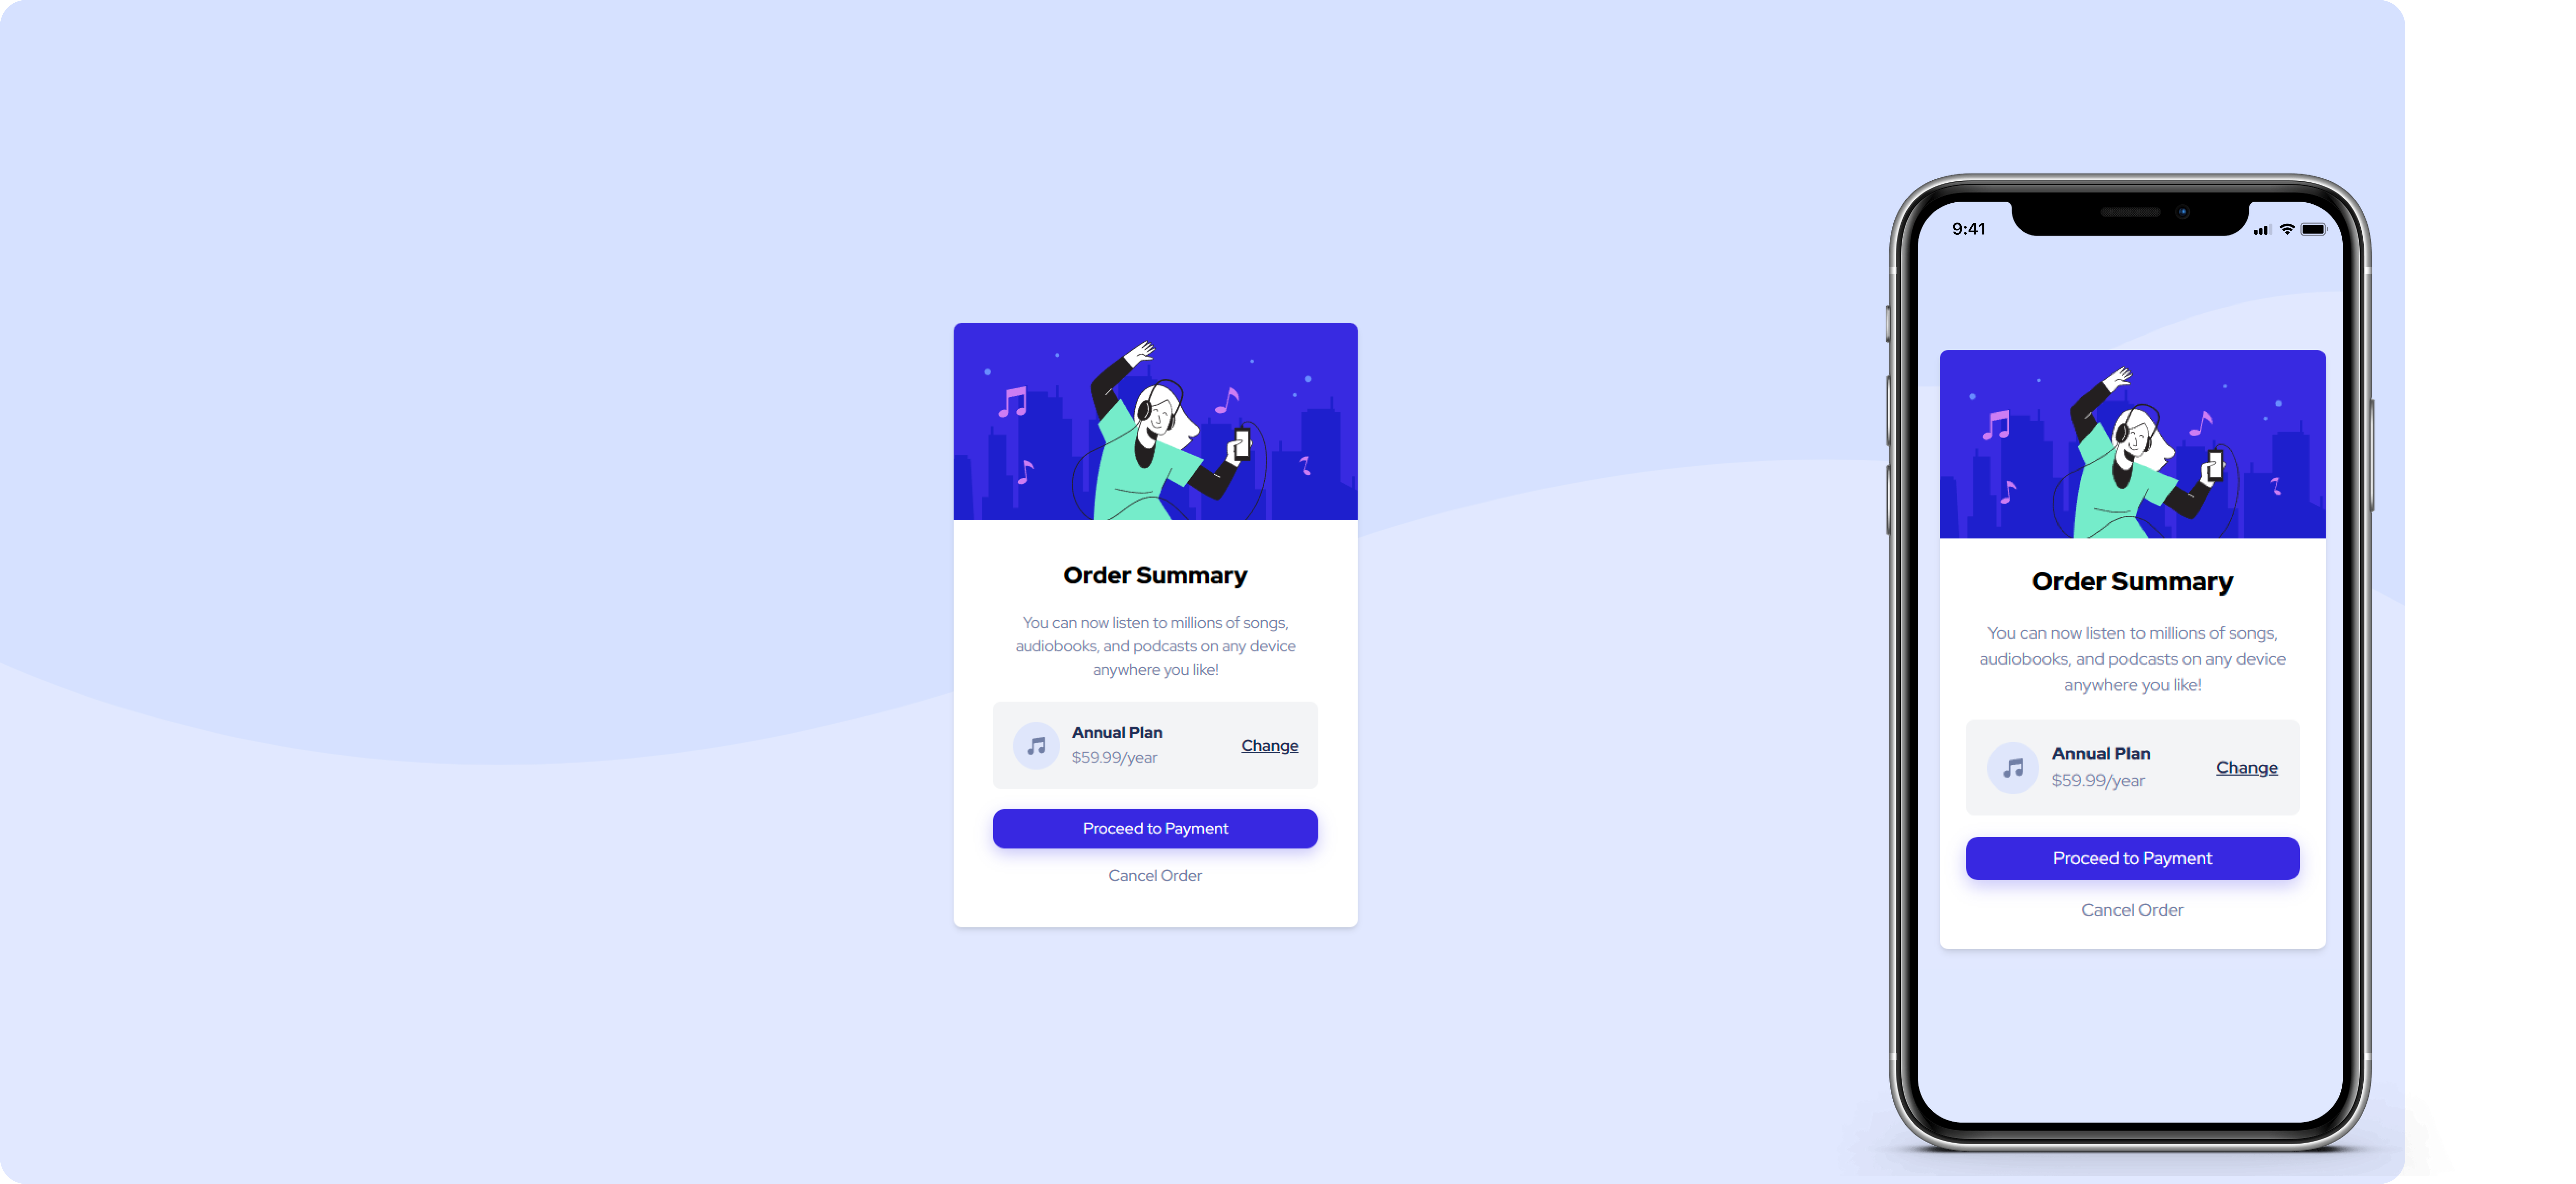 Order Summary
You can now listen to millions of songs,
audiobooks, and podcasts on any device
anywhere you like!
Annual Plan
$59.99/year
Change
Proceed to Payment
Cancel Order
9:41
Order Summary
You can now listen to millions of songs,
audiobooks, and podcasts on any device
anywhere you like!
Annual Plan
$59.99/year
Change
Proceed to Payment
Cancel Order